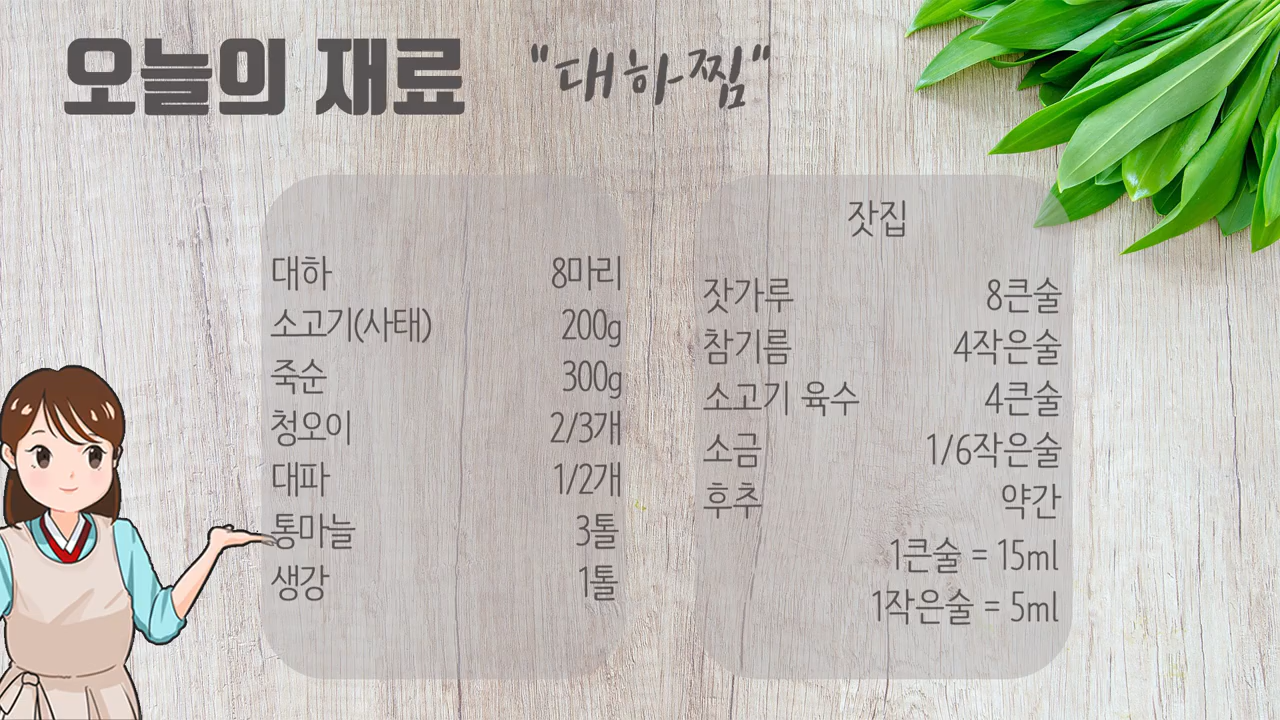 오늘의 재료 "대하찜"
대하 8마리
소고기(사태) 200g
죽순 300g
청오이 2/3개
대파 1/2개
통마늘 3톨
생강 1톨
잣집
잣가루 8큰술
참기름 4작은술
소고기 육수 4큰술
소금 1/6작은술
후추 약간
1큰술 = 15ml
1작은술 = 5ml